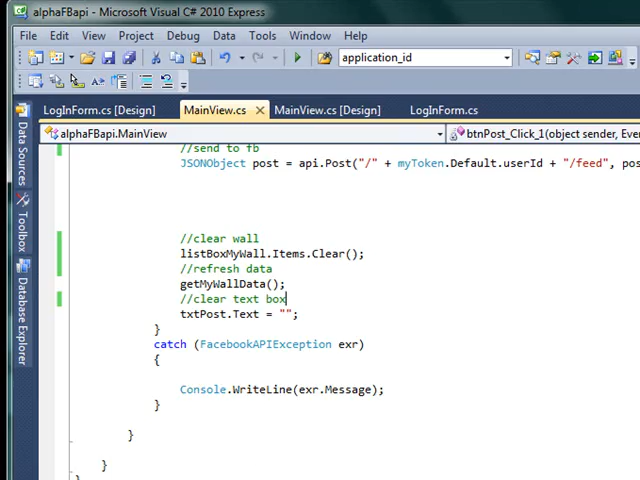 alphaFBapi - Microsoft Visual C# 2010 Express
File Edit View Project Debug Data Tools Window Help
application_id
LogInForm.cs [Design] MainView.cs MainView.cs [Design] LogInForm.cs
alphaFBapi.MainView btnPost_Click_1(object sender, Even
Data Sources
Toolbox
Database Explorer
//send to fb
JSONObject post = api.Post("/" + myToken.Default.userId + "/feed", pos
//clear wall
listBoxMyWall.Items.Clear();
//refresh data
getMyWallData();
//clear text box
txtPost.Text = "";
}
catch (FacebookAPIException exr)
{
Console.WriteLine(exr.Message);
}
}
}
}